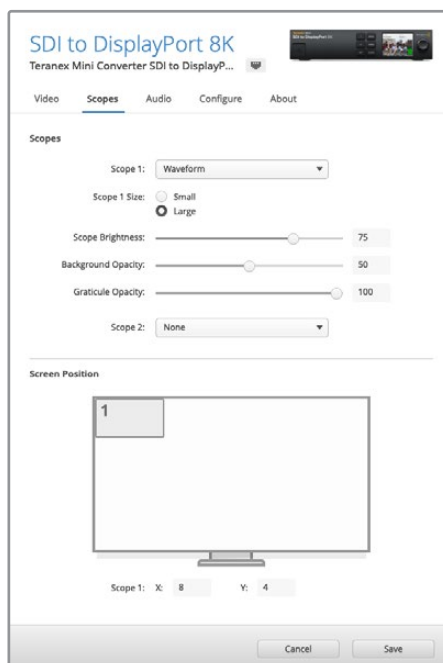 SDI to DisplayPort 8K
Teranex Mini Converter SDI to DisplayP...
Video Scopes Audio Configure About
Scopes
Scope 1: Waveform
Scope 1 Size: Small
Large
Scope Brightness: 75
Background Opacity: 50
Graticule Opacity: 100
Scope 2: None
Screen Position
1
Scope 1: X: 8 Y: 4
Cancel Save